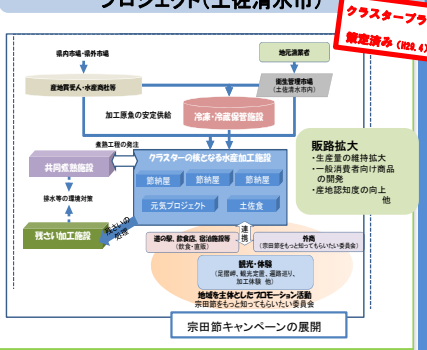 プロジェクト(土佐清水市)
クラスタープラ
策定済み (H29.4)
県内市場・県外市場
地元漁業者
産地買受人・水産商社等
衛生管理市場
(土佐清水市内)
加工原魚の安定供給
冷凍・冷蔵保管施設
煮熟工程の発注
共同煮熟施設
クラスターの核となる水産加工施設
節納屋
節納屋
節納屋
元気プロジェクト
土佐食
排水等の環境対策
残さい加工施設
残さいの
処理
販路拡大
・生産量の維持拡大
・一般消費者向け商品
の開発
・産地認知度の向上
他
連
携
道の駅、飲食店、宿泊施設等
(飲食・直販)
外商
(宗田節をもっと知ってもらいたい委員会)
観光・体験
(足摺岬、観光定置、遍路巡り、
加工体験 他)
地域を主体としたプロモーション活動
宗田節をもっと知ってもらいたい委員会
宗田節キャンペーンの展開